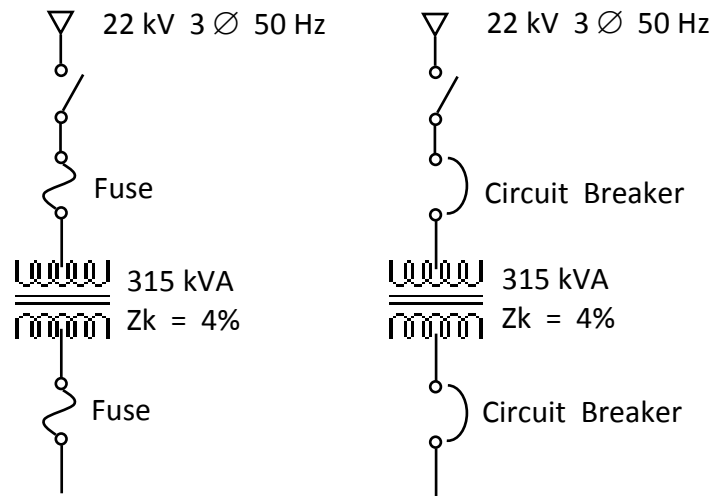 22 kV 3 ∅ 50 Hz
Fuse
315 kVA
Zk = 4%
Fuse
22 kV 3 ∅ 50 Hz
Circuit Breaker
315 kVA
Zk = 4%
Circuit Breaker